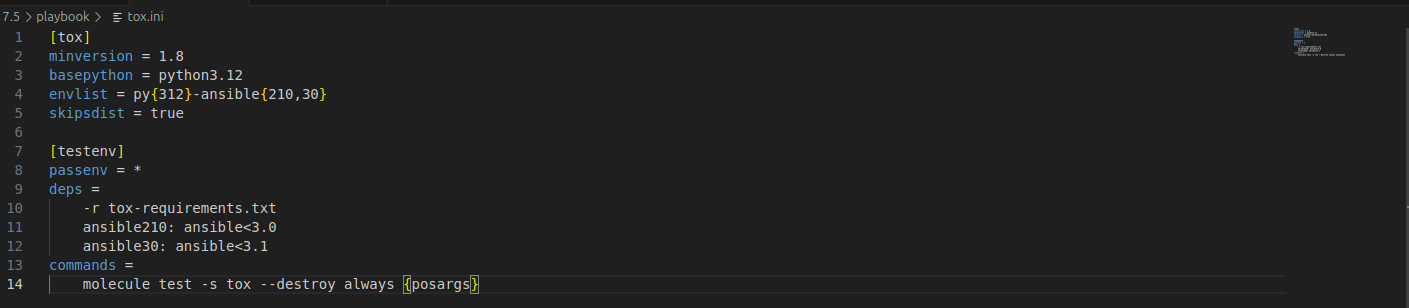 7.5 > playbook > tox.ini
1 [tox]
2 minversion = 1.8
3 basepython = python3.12
4 envlist = py{312}-ansible{210,30}
5 skipsdist = true
6
7 [testenv]
8 passenv = *
9 deps =
10     -r tox-requirements.txt
11     ansible210: ansible<3.0
12     ansible30: ansible<3.1
13 commands =
14     molecule test -s tox --destroy always {posargs}